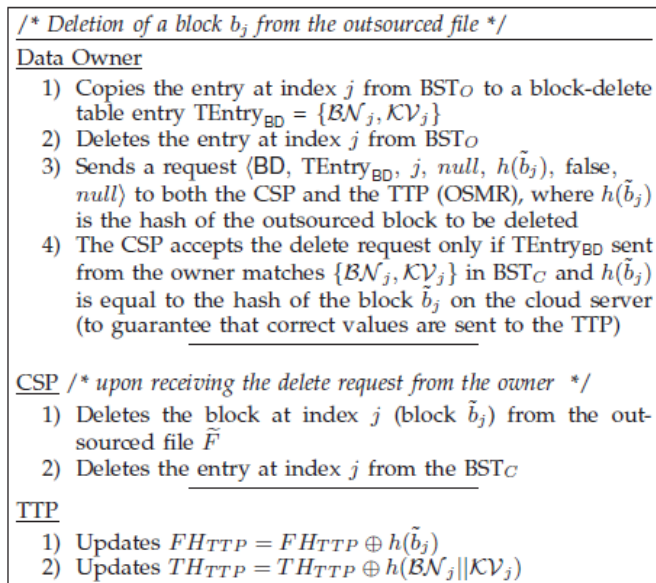 /* Deletion of a block b_j from the outsourced file */
Data Owner
1) Copies the entry at index j from BST_O to a block-delete
table entry TEntry_BD = {𝓑𝓝_j, 𝓚𝓥_j}
2) Deletes the entry at index j from BST_O
3) Sends a request ⟨BD, TEntry_BD, j, null, h(b̃_j), false,
null⟩ to both the CSP and the TTP (OSMR), where h(b̃_j)
is the hash of the outsourced block to be deleted
4) The CSP accepts the delete request only if TEntry_BD sent
from the owner matches {𝓑𝓝_j, 𝓚𝓥_j} in BST_C and h(b̃_j)
is equal to the hash of the block b̃_j on the cloud server
(to guarantee that correct values are sent to the TTP)
CSP /* upon receiving the delete request from the owner */
1) Deletes the block at index j (block b̃_j) from the out-
sourced file F̃
2) Deletes the entry at index j from the BST_C
TTP
1) Updates FH_TTP = FH_TTP ⊕ h(b̃_j)
2) Updates TH_TTP = TH_TTP ⊕ h(𝓑𝓝_j||𝓚𝓥_j)